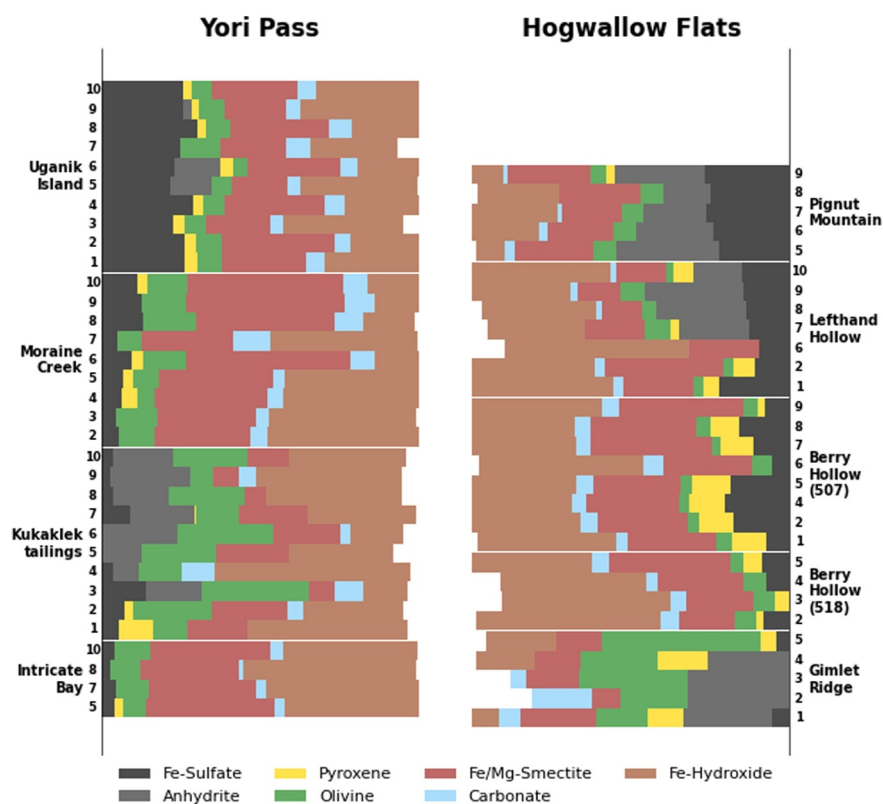 Yori Pass
Hogwallow Flats
10
9
8
7
6
5
4
3
2
1
Uganik
Island
10
9
8
7
6
5
4
3
2
Moraine
Creek
10
9
8
7
6
5
4
3
2
1
Kukaklek
tailings
10
8
7
5
Intricate
Bay
9
8
7
6
5
Pignut
Mountain
10
9
8
7
6
2
1
Lefthand
Hollow
9
8
7
6
5
4
2
1
Berry
Hollow
(507)
5
4
3
2
Berry
Hollow
(518)
5
4
3
2
1
Gimlet
Ridge
Fe-Sulfate
Pyroxene
Fe/Mg-Smectite
Fe-Hydroxide
Anhydrite
Olivine
Carbonate